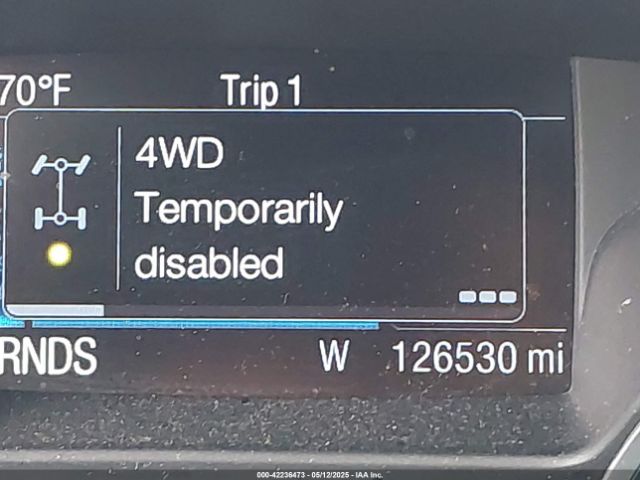 70°F Trip 1
4WD
Temporarily
disabled
RNDS W 126530 mi
000-42236473 - 05/12/2025 - IAA Inc.